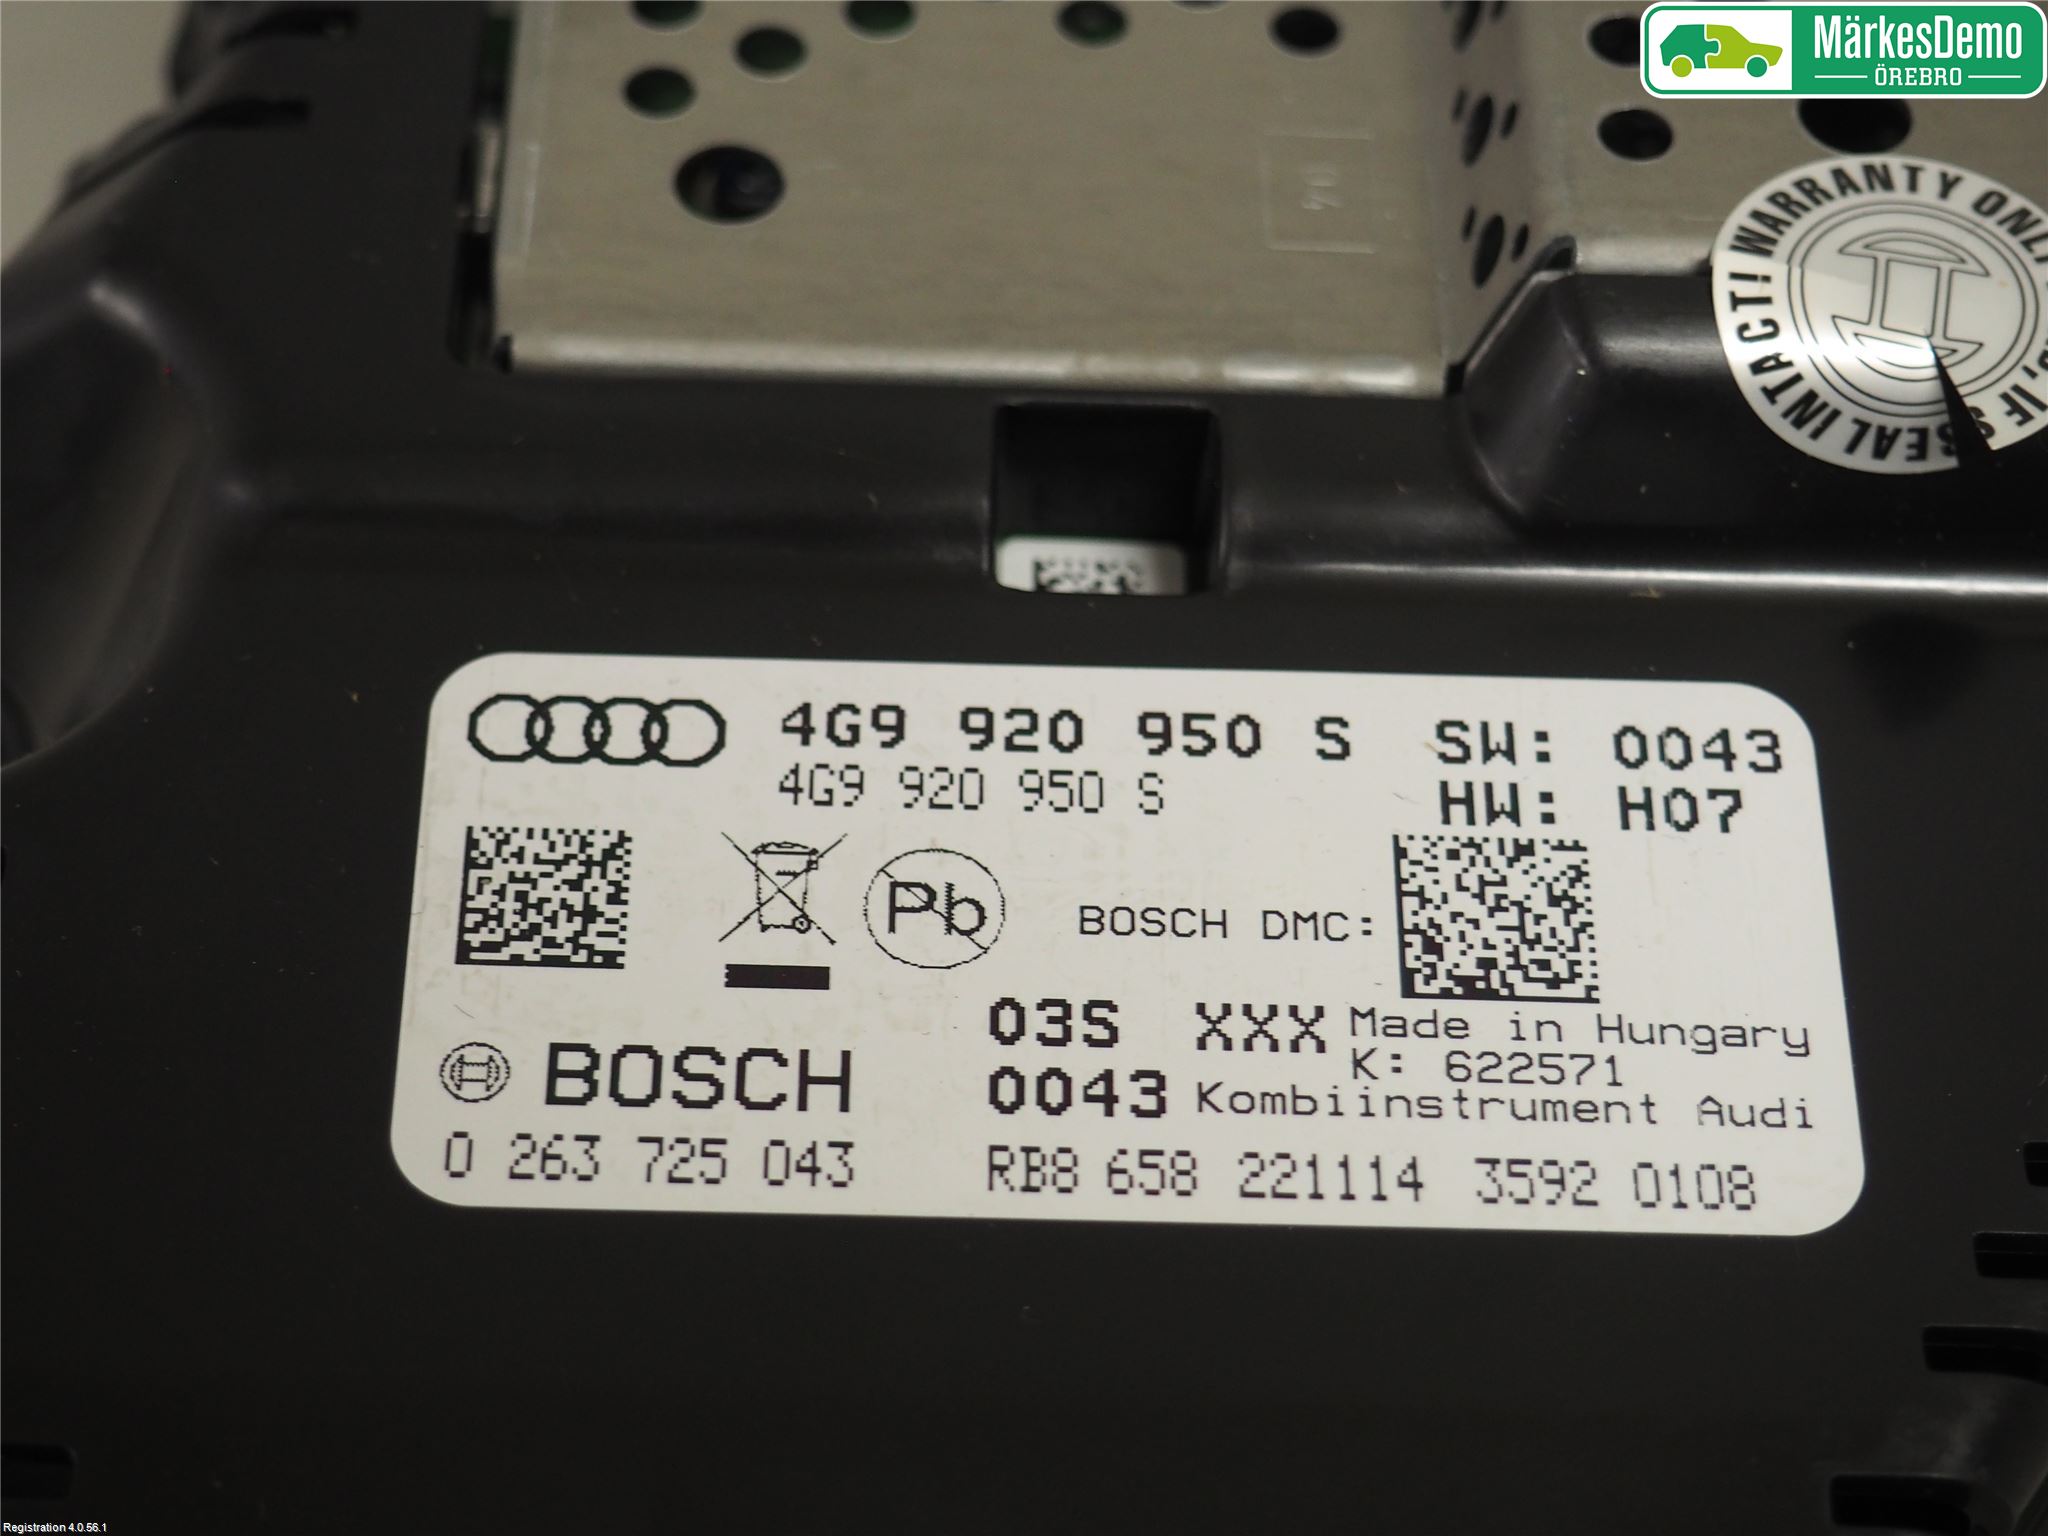 MärkesDemo
ÖREBRO
SEAL INTACT! WARRANTY ONLY
IF S
4G9 920 950 S SW: 0043
4G9 920 950 S HW: H07
Pb
BOSCH DMC:
03S XXX Made in Hungary
K: 622571
BOSCH 0043 Kombiinstrument Audi
0 263 725 043 RB8 658 221114 3592 0108
Registration 4.0.56.1